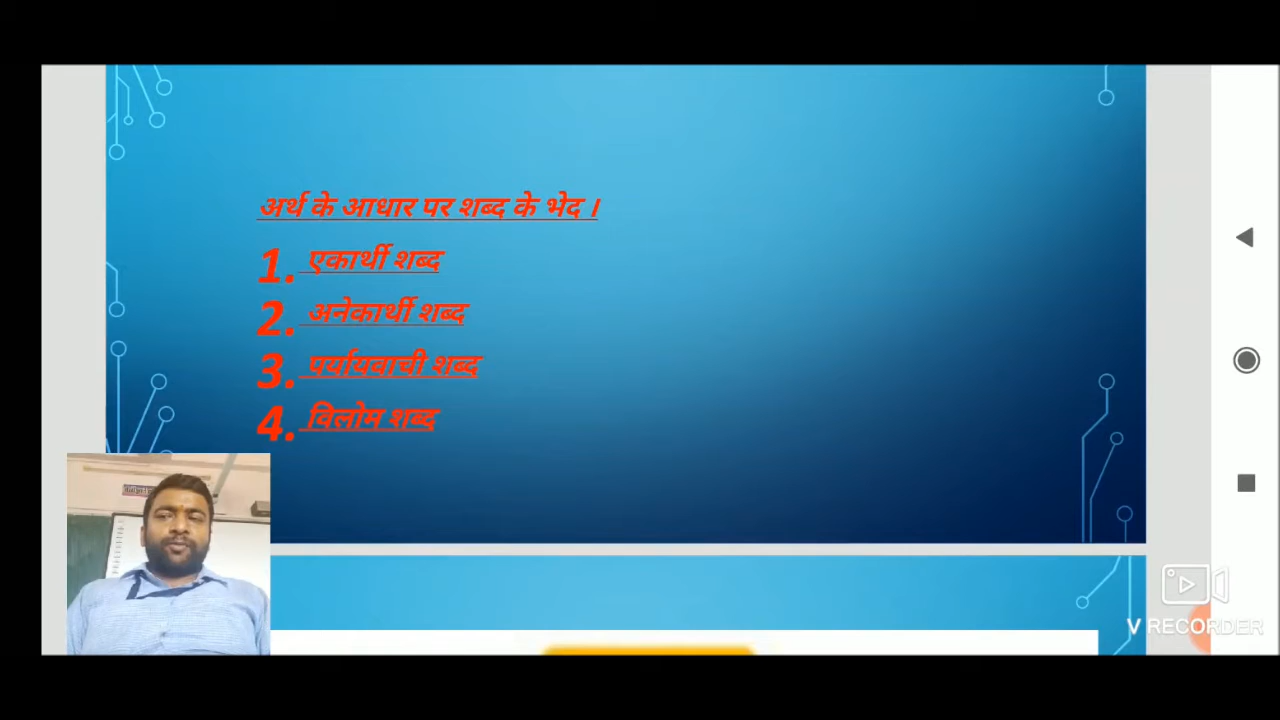 अर्थ के आधार पर शब्द के भेद ।
1. एकार्थी शब्द
2. अनेकार्थी शब्द
3. पर्यायवाची शब्द
4. विलोम शब्द
V RECORDER